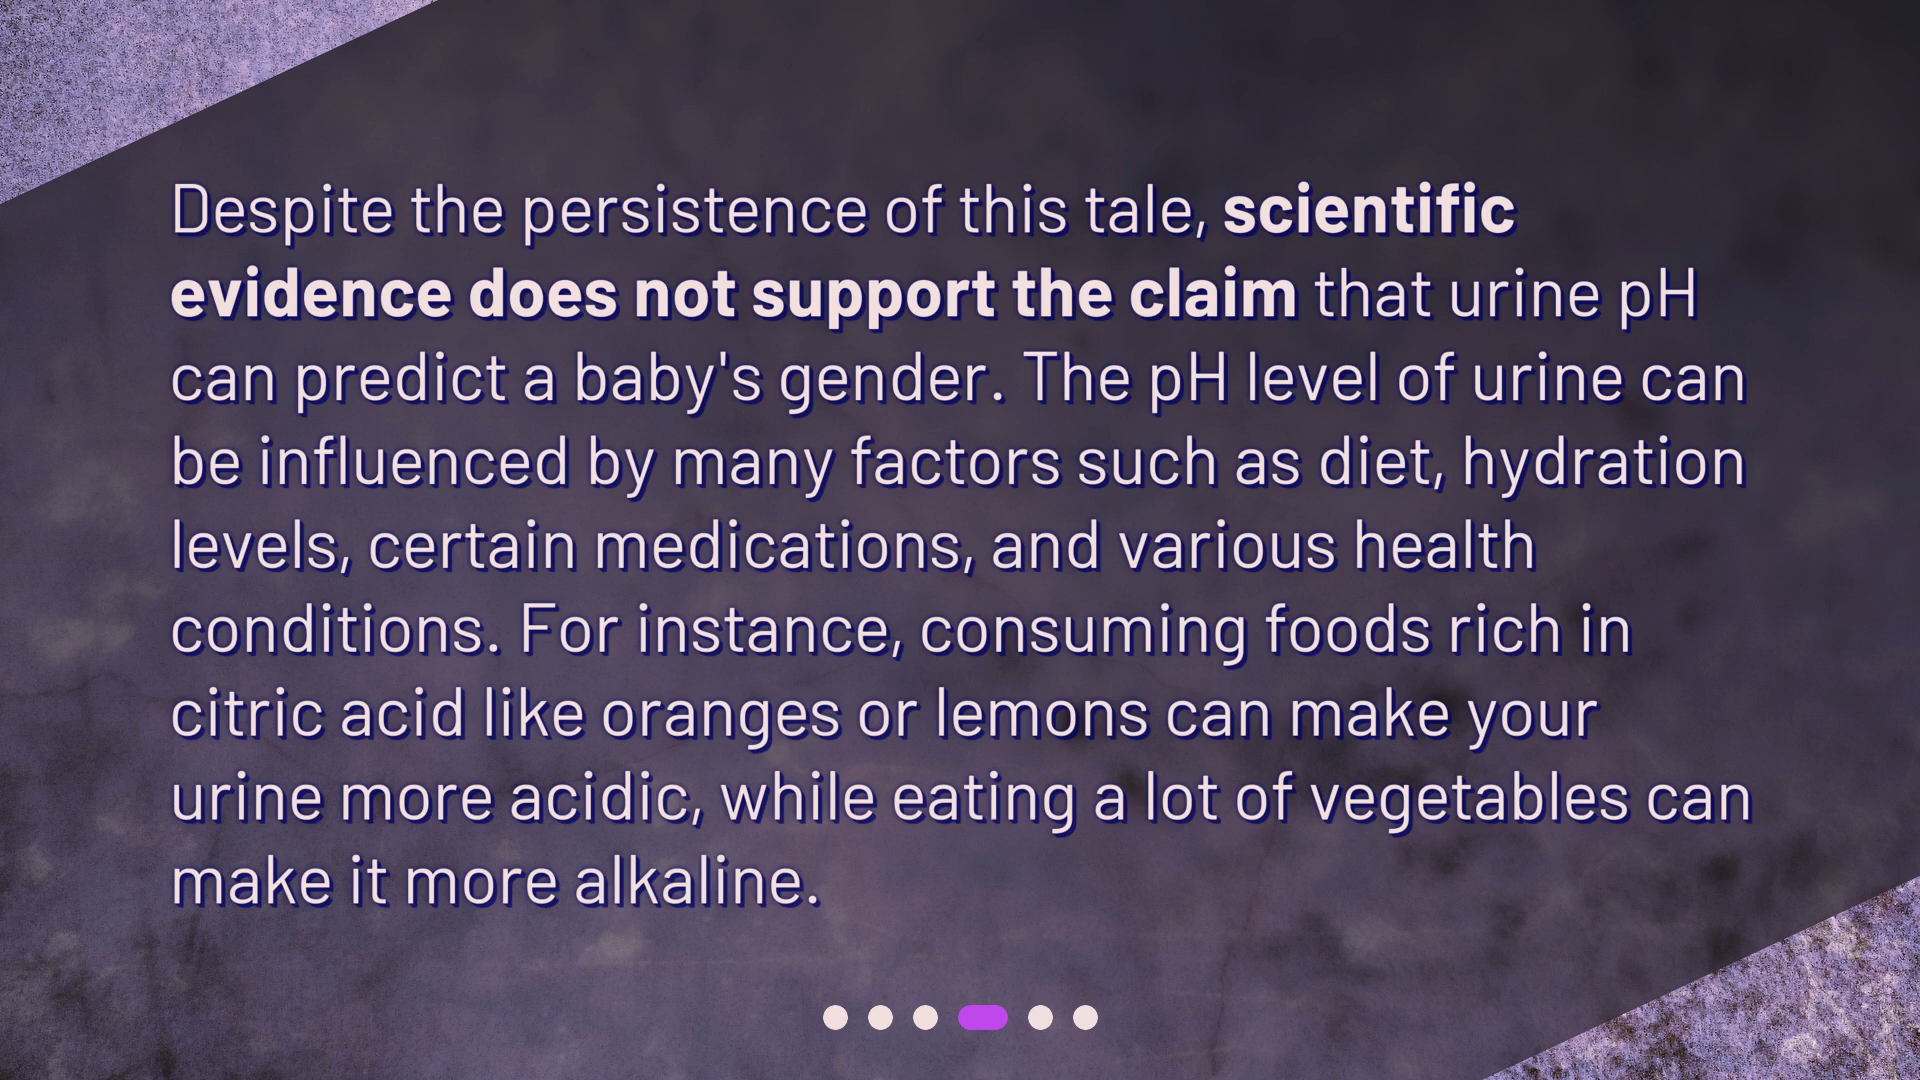 Despite the persistence of this tale, scientific
evidence does not support the claim that urine pH
can predict a baby's gender. The pH level of urine can
be influenced by many factors such as diet, hydration
levels, certain medications, and various health
conditions. For instance, consuming foods rich in
citric acid like oranges or lemons can make your
urine more acidic, while eating a lot of vegetables can
make it more alkaline.